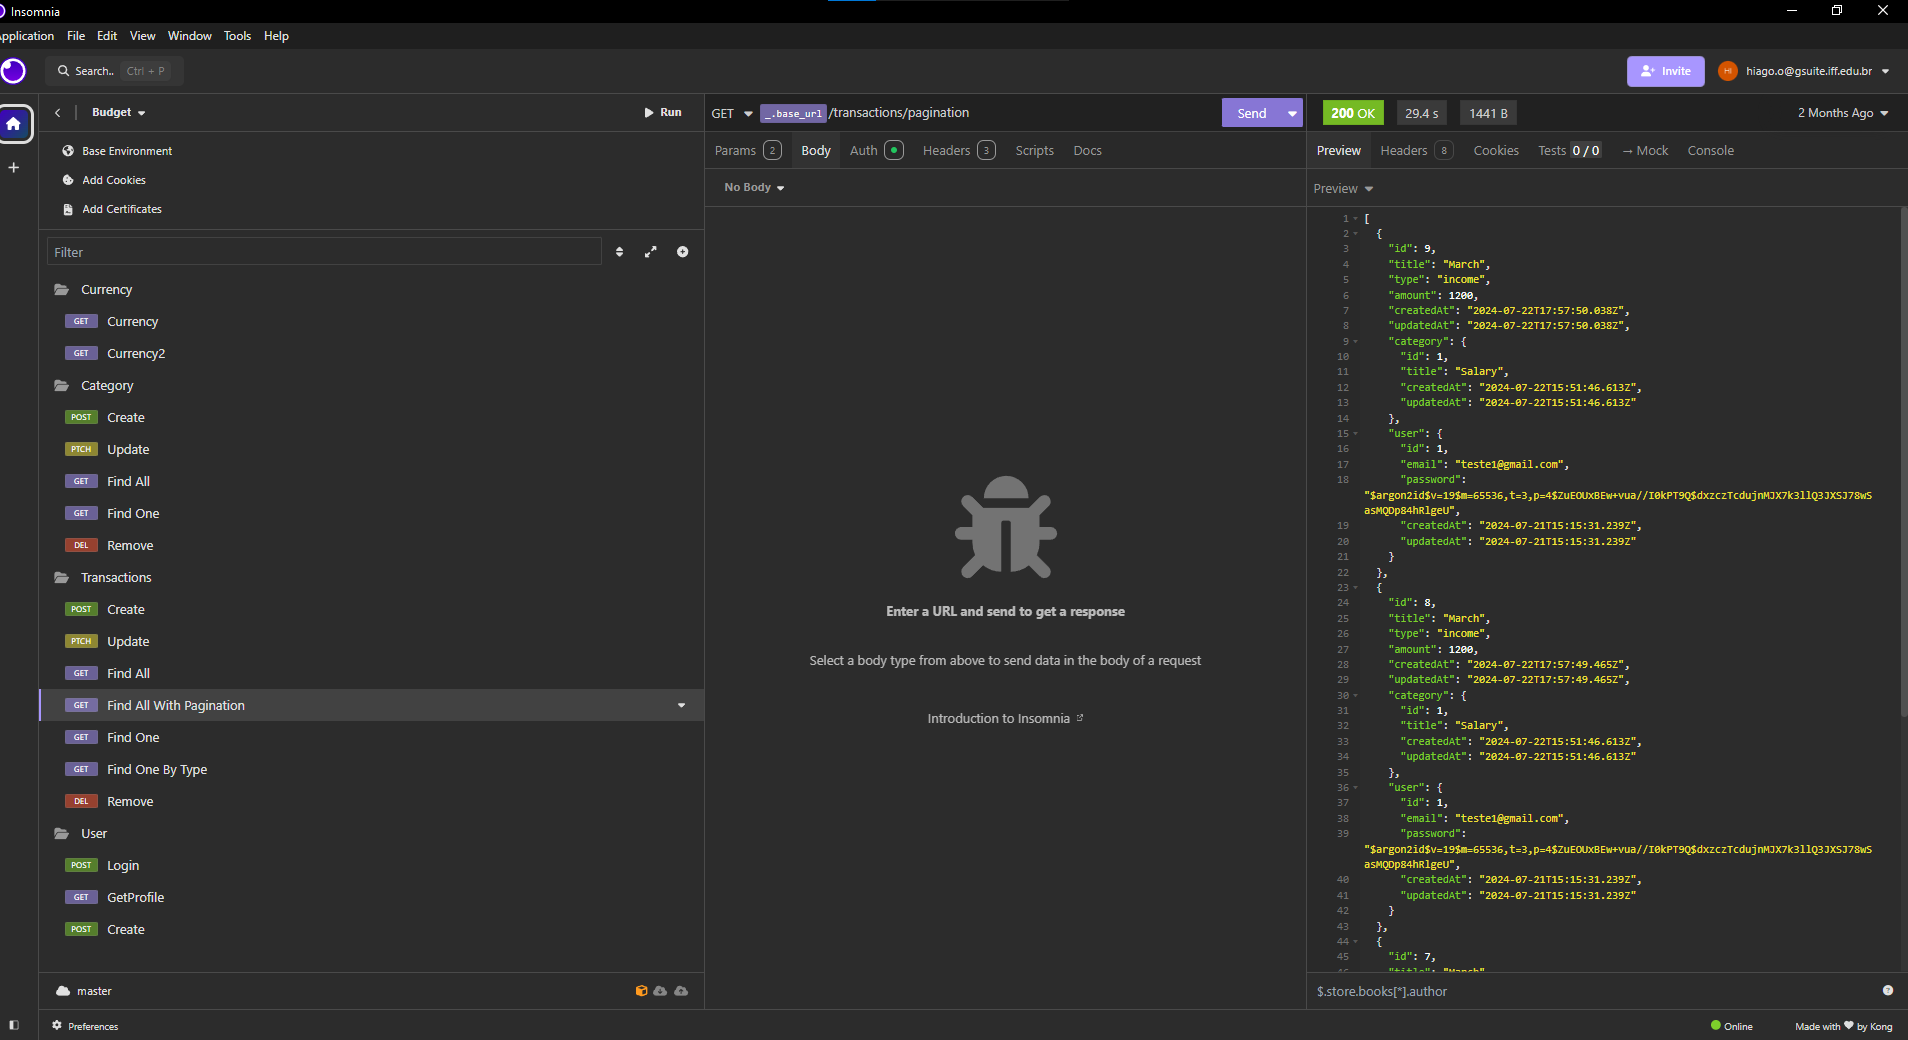 Insomnia
Application File Edit View Window Tools Help
Search.. Ctrl + P
Invite
HI
hiago.o@gsuite.iff.edu.br
Budget
Run
Base Environment
Add Cookies
Add Certificates
Filter
Currency
GET Currency
GET Currency2
Category
POST Create
PTCH Update
GET Find All
GET Find One
DEL Remove
Transactions
POST Create
PTCH Update
GET Find All
GET Find All With Pagination
GET Find One
GET Find One By Type
DEL Remove
User
POST Login
GET GetProfile
POST Create
master
Preferences
GET _.base_url /transactions/pagination
Send
Params 2 Body Auth Headers 3 Scripts Docs
No Body
Enter a URL and send to get a response
Select a body type from above to send data in the body of a request
Introduction to Insomnia
200 OK 29.4 s 1441 B
2 Months Ago
Preview Headers 8 Cookies Tests 0 / 0 → Mock Console
Preview
1 [
2 {
3 "id": 9,
4 "title": "March",
5 "type": "income",
6 "amount": 1200,
7 "createdAt": "2024-07-22T17:57:50.038Z",
8 "updatedAt": "2024-07-22T17:57:50.038Z",
9 "category": {
10 "id": 1,
11 "title": "Salary",
12 "createdAt": "2024-07-22T15:51:46.613Z",
13 "updatedAt": "2024-07-22T15:51:46.613Z"
14 },
15 "user": {
16 "id": 1,
17 "email": "teste1@gmail.com",
18 "password":
"$argon2id$v=19$m=65536,t=3,p=4$ZuEOUxBEw+vua//I0kPT9Q$dxzczTcdujnMJX7k3llQ3JXSJ78wS
asMQDp84hRlgeU",
19 "createdAt": "2024-07-21T15:15:31.239Z",
20 "updatedAt": "2024-07-21T15:15:31.239Z"
21 }
22 },
23 {
24 "id": 8,
25 "title": "March",
26 "type": "income",
27 "amount": 1200,
28 "createdAt": "2024-07-22T17:57:49.465Z",
29 "updatedAt": "2024-07-22T17:57:49.465Z",
30 "category": {
31 "id": 1,
32 "title": "Salary",
33 "createdAt": "2024-07-22T15:51:46.613Z",
34 "updatedAt": "2024-07-22T15:51:46.613Z"
35 },
36 "user": {
37 "id": 1,
38 "email": "teste1@gmail.com",
39 "password":
"$argon2id$v=19$m=65536,t=3,p=4$ZuEOUxBEw+vua//I0kPT9Q$dxzczTcdujnMJX7k3llQ3JXSJ78wS
asMQDp84hRlgeU",
40 "createdAt": "2024-07-21T15:15:31.239Z",
41 "updatedAt": "2024-07-21T15:15:31.239Z"
42 }
43 },
44 {
45 "id": 7,
46 "title": "March"
$.store.books[*].author
Online
Made with ♥ by Kong